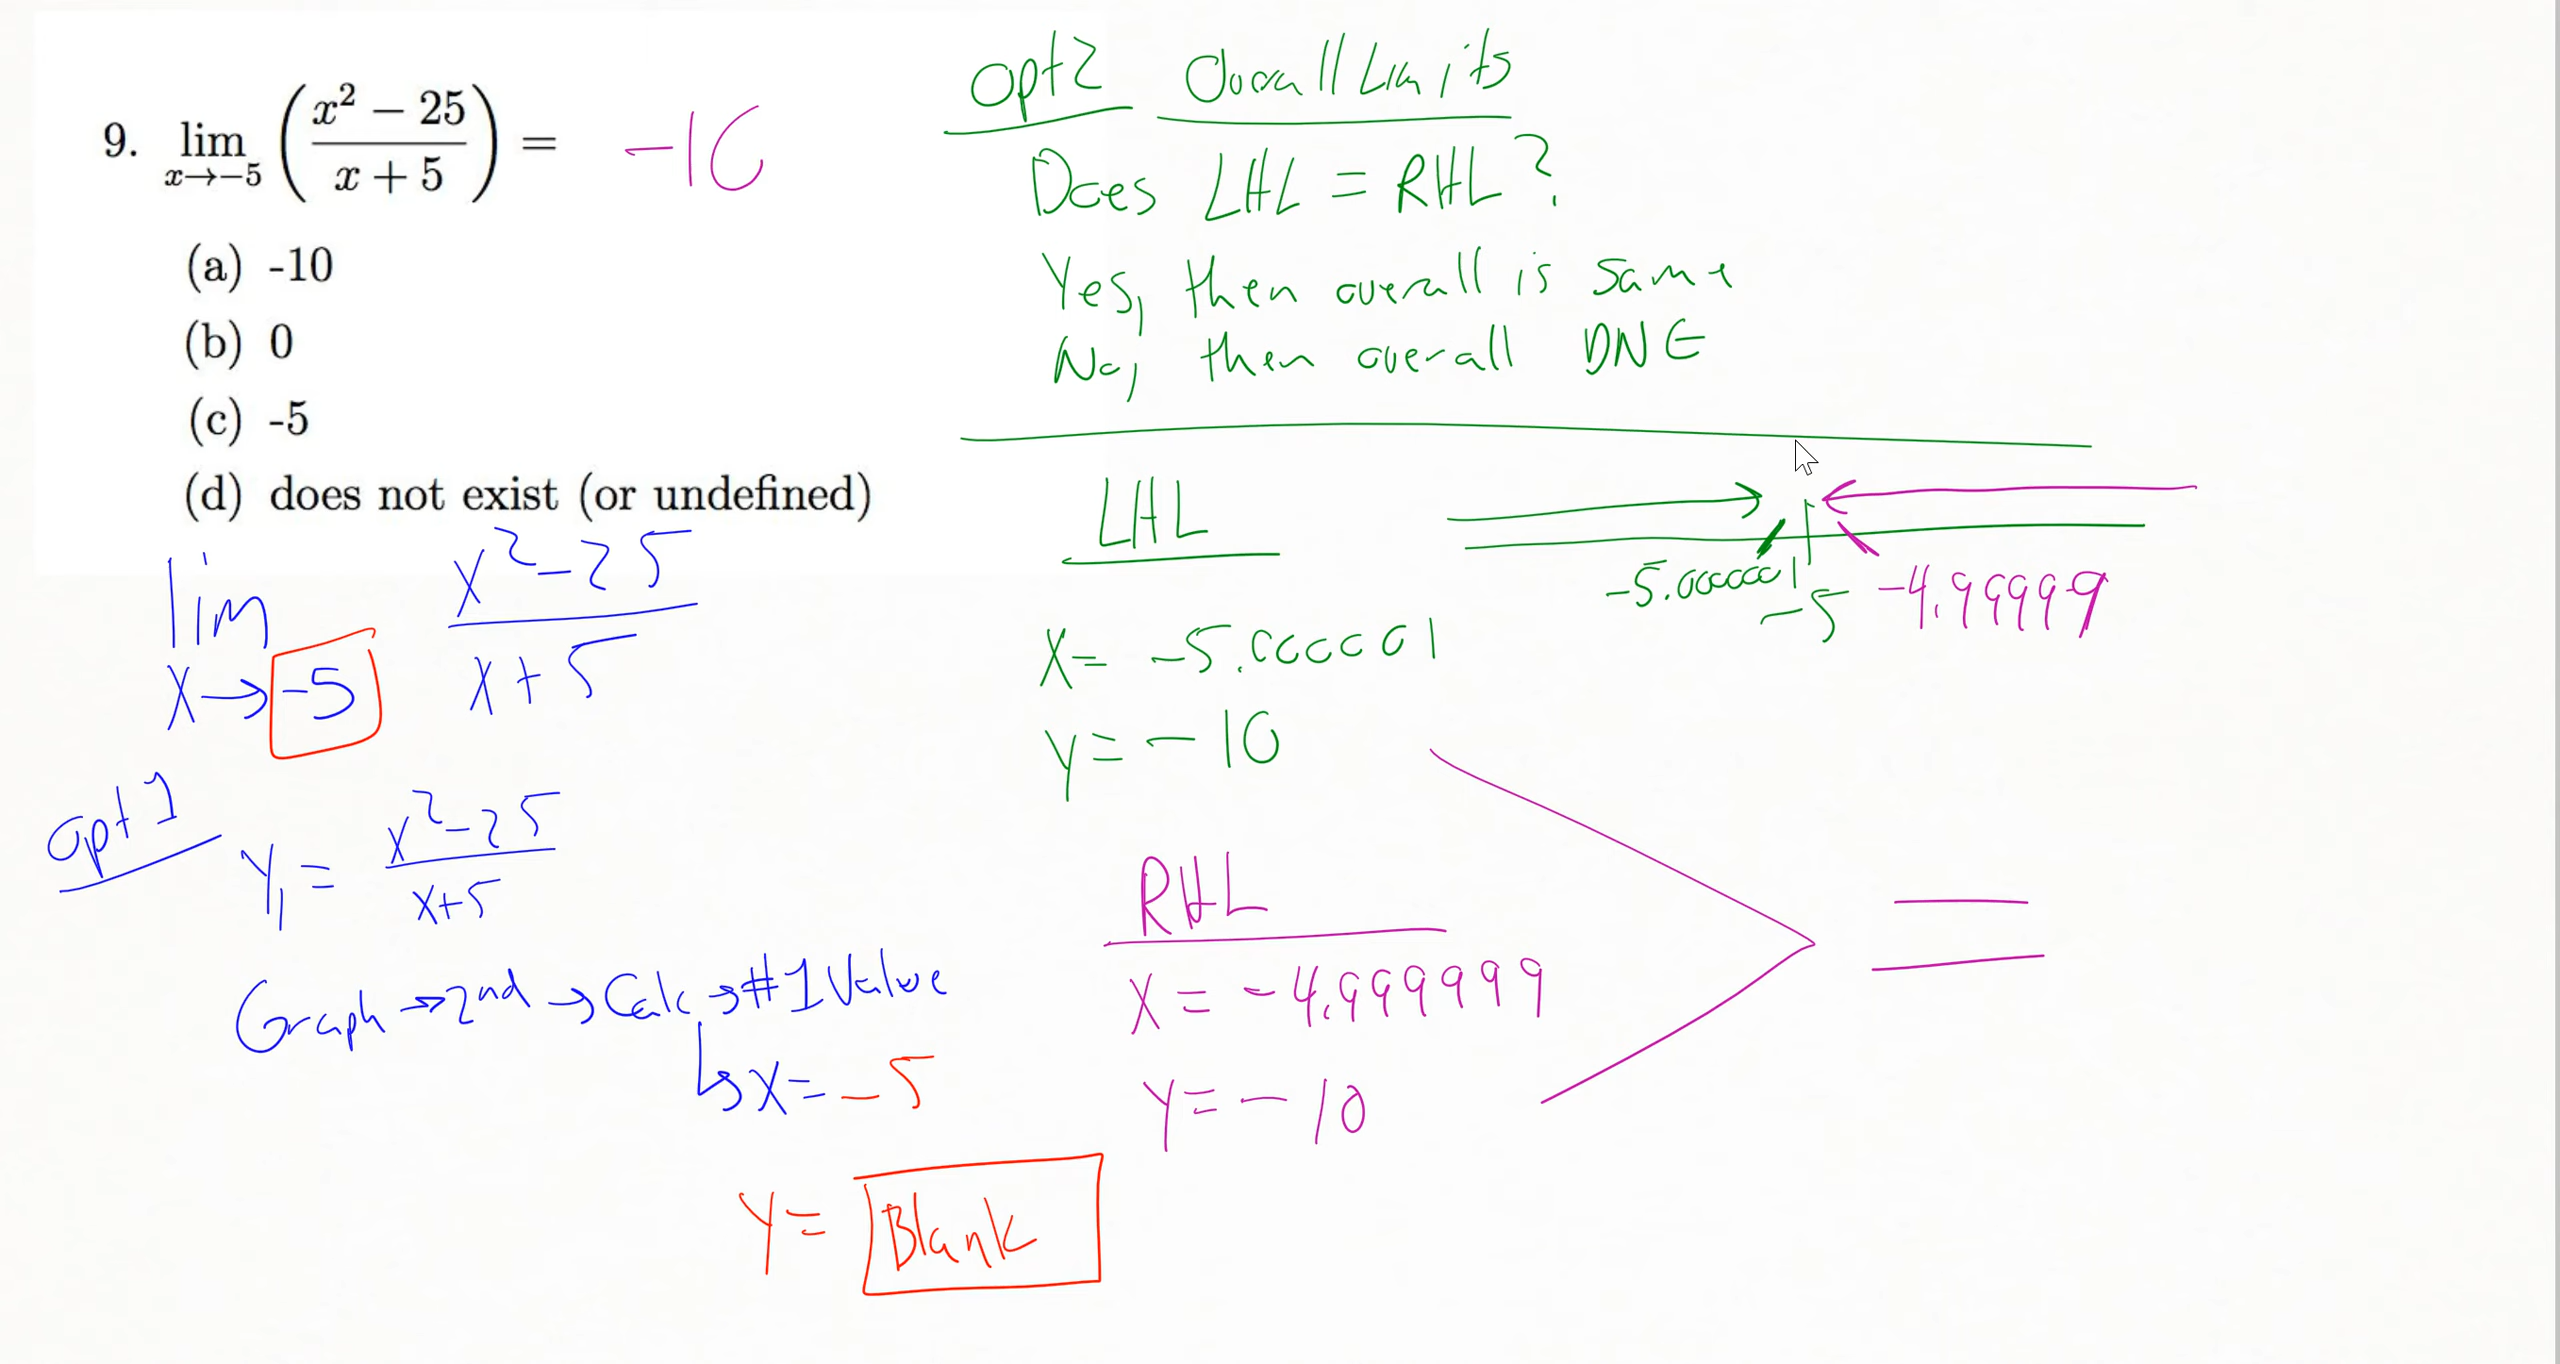 9. lim x→-5 (x² − 25 / x + 5) = -10
(a) -10
(b) 0
(c) -5
(d) does not exist (or undefined)
lim x→-5 x²-25 / x+5
opt 1
Y₁ = x²-25 / x+5
Graph → 2nd → Calc → #1 Value
↳ X = -5
Y = Blank
opt 2 Overall Limits
Does LHL = RHL?
Yes, then overall is same
No, then overall DNE
LHL
-5.000001
-5
-4.99999
X = -5.000001
Y = -10
RHL
X = -4.999999
Y = -10
=